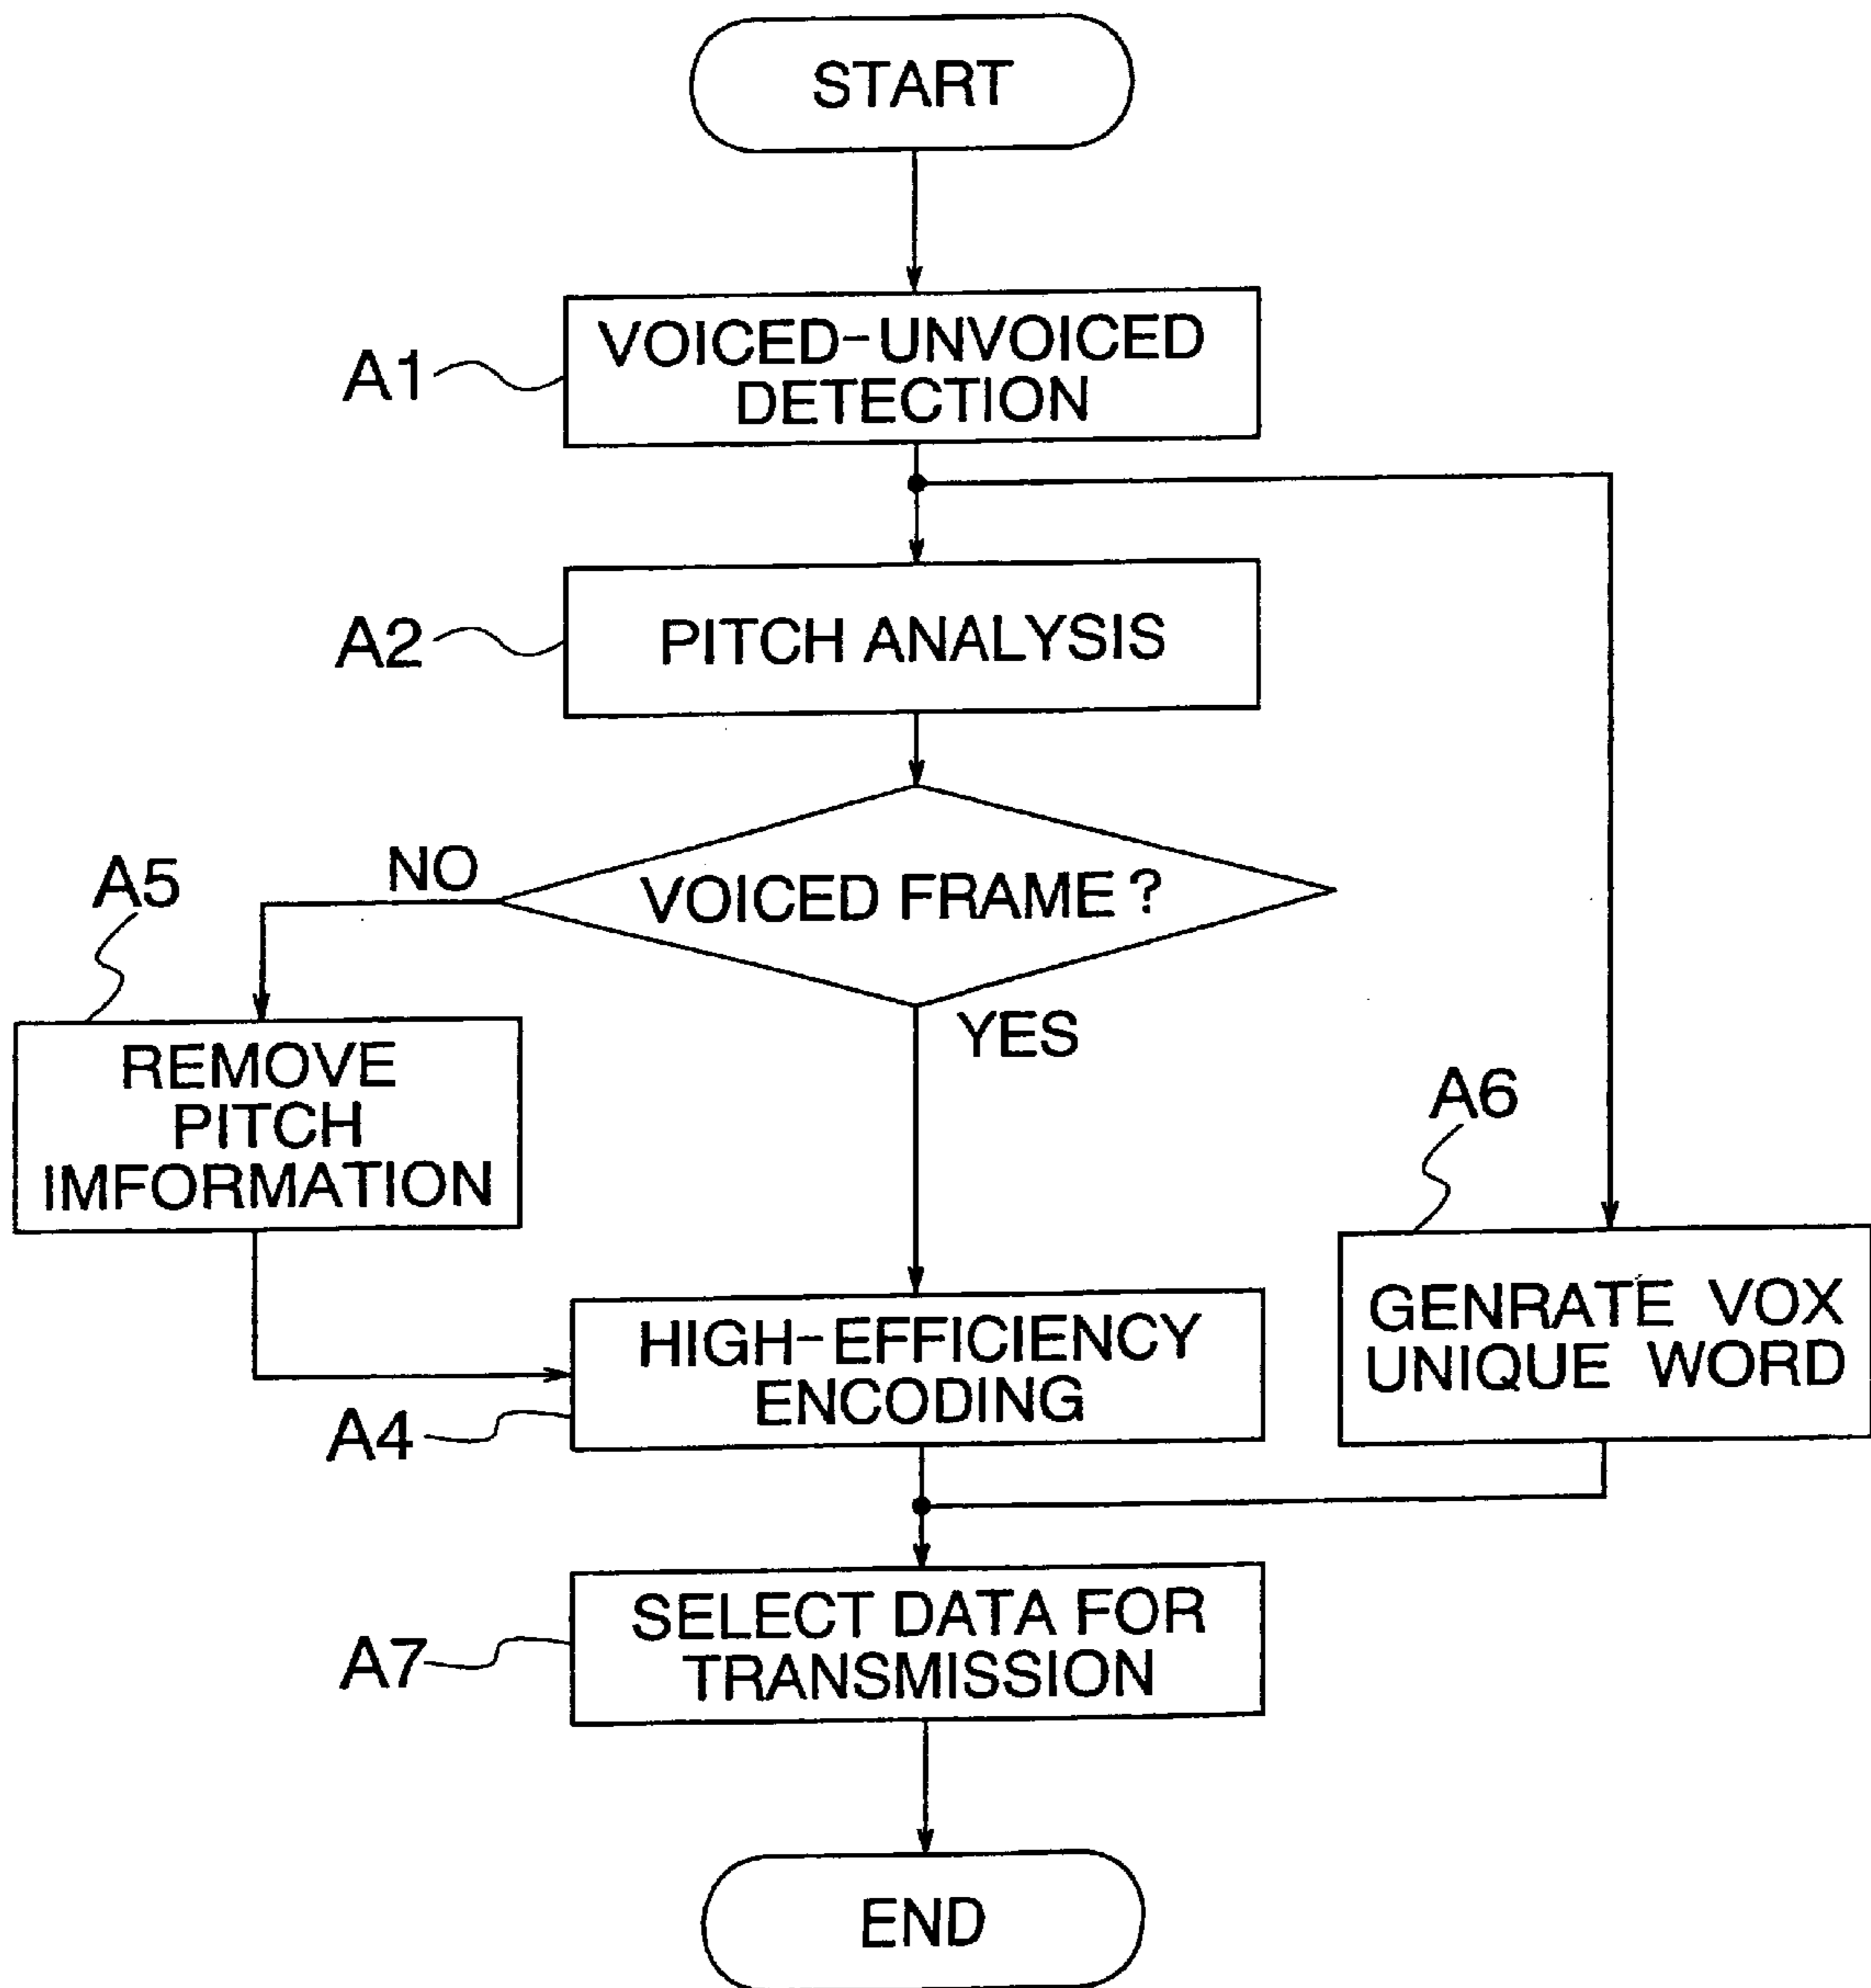 START
VOICED-UNVOICED
DETECTION
A1
PITCH ANALYSIS
A2
VOICED FRAME?
NO
YES
A5
REMOVE
PITCH
IMFORMATION
A6
GENRATE VOX
UNIQUE WORD
HIGH-EFFICIENCY
ENCODING
A4
SELECT DATA FOR
TRANSMISSION
A7
END